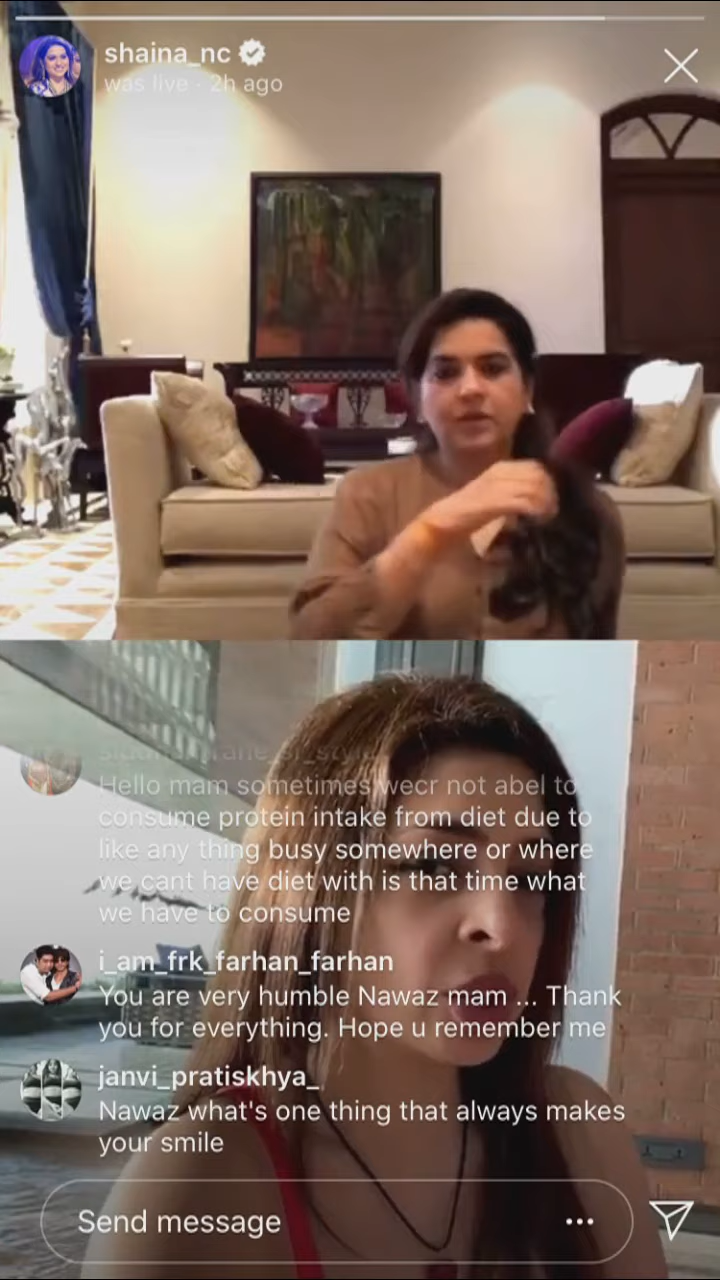 shaina_nc
was live · 2h ago
Hello mam sometimes wecr not abel to
consume protein intake from diet due to
like any thing busy somewhere or where
we cant have diet with is that time what
we have to consume
i_am_frk_farhan_farhan
You are very humble Nawaz mam ... Thank
you for everything. Hope u remember me
janvi_pratiskhya_
Nawaz what's one thing that always makes
your smile
Send message